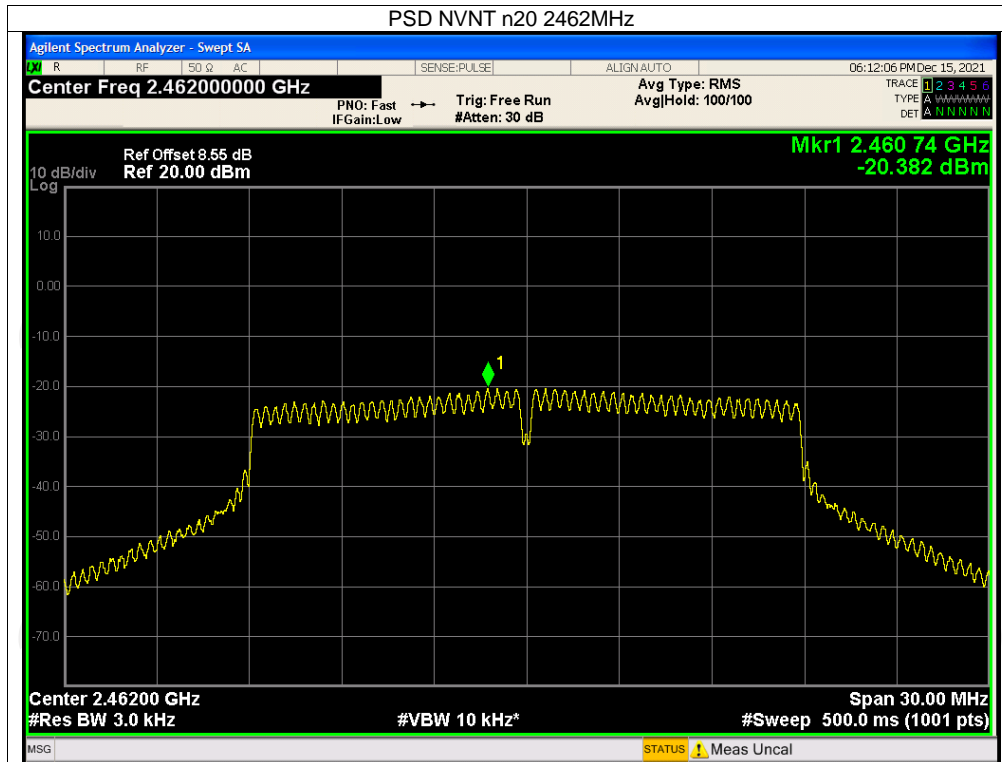 PSD NVNT n20 2462MHz
Agilent Spectrum Analyzer - Swept SA
LXI R RF 50 Ω AC SENSE:PULSE ALIGN AUTO 06:12:06 PM Dec 15, 2021
Center Freq 2.462000000 GHz
PNO: Fast Trig: Free Run Avg Type: RMS TRACE 1 2 3 4 5 6
IFGain:Low #Atten: 30 dB Avg|Hold: 100/100 TYPE A WWWWW
DET A N N N N N
Mkr1 2.460 74 GHz
-20.382 dBm
Ref Offset 8.55 dB
10 dB/div Ref 20.00 dBm
Log
10.0
0.00
-10.0
1
-20.0
-30.0
-40.0
-50.0
-60.0
-70.0
Center 2.46200 GHz Span 30.00 MHz
#Res BW 3.0 kHz #VBW 10 kHz* #Sweep 500.0 ms (1001 pts)
MSG STATUS Meas Uncal